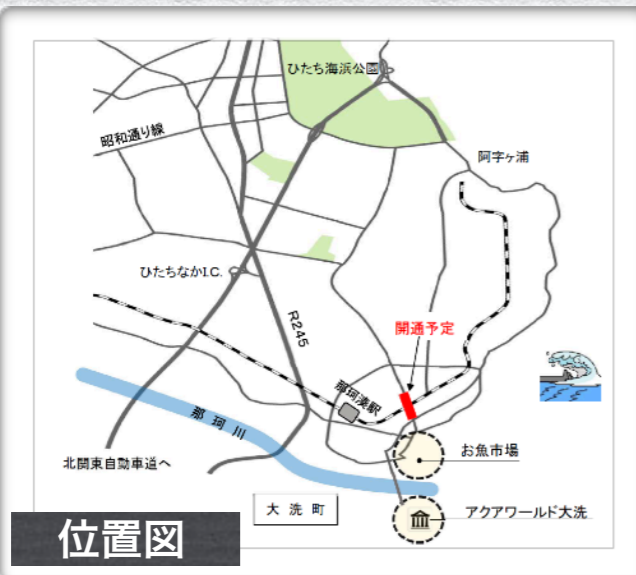 ひたち海浜公園
昭和通り線
阿字ヶ浦
ひたちなかI.C.
R245
開通予定
那珂湊駅
那珂川
お魚市場
北関東自動車道へ
大洗町
アクアワールド大洗
位置図